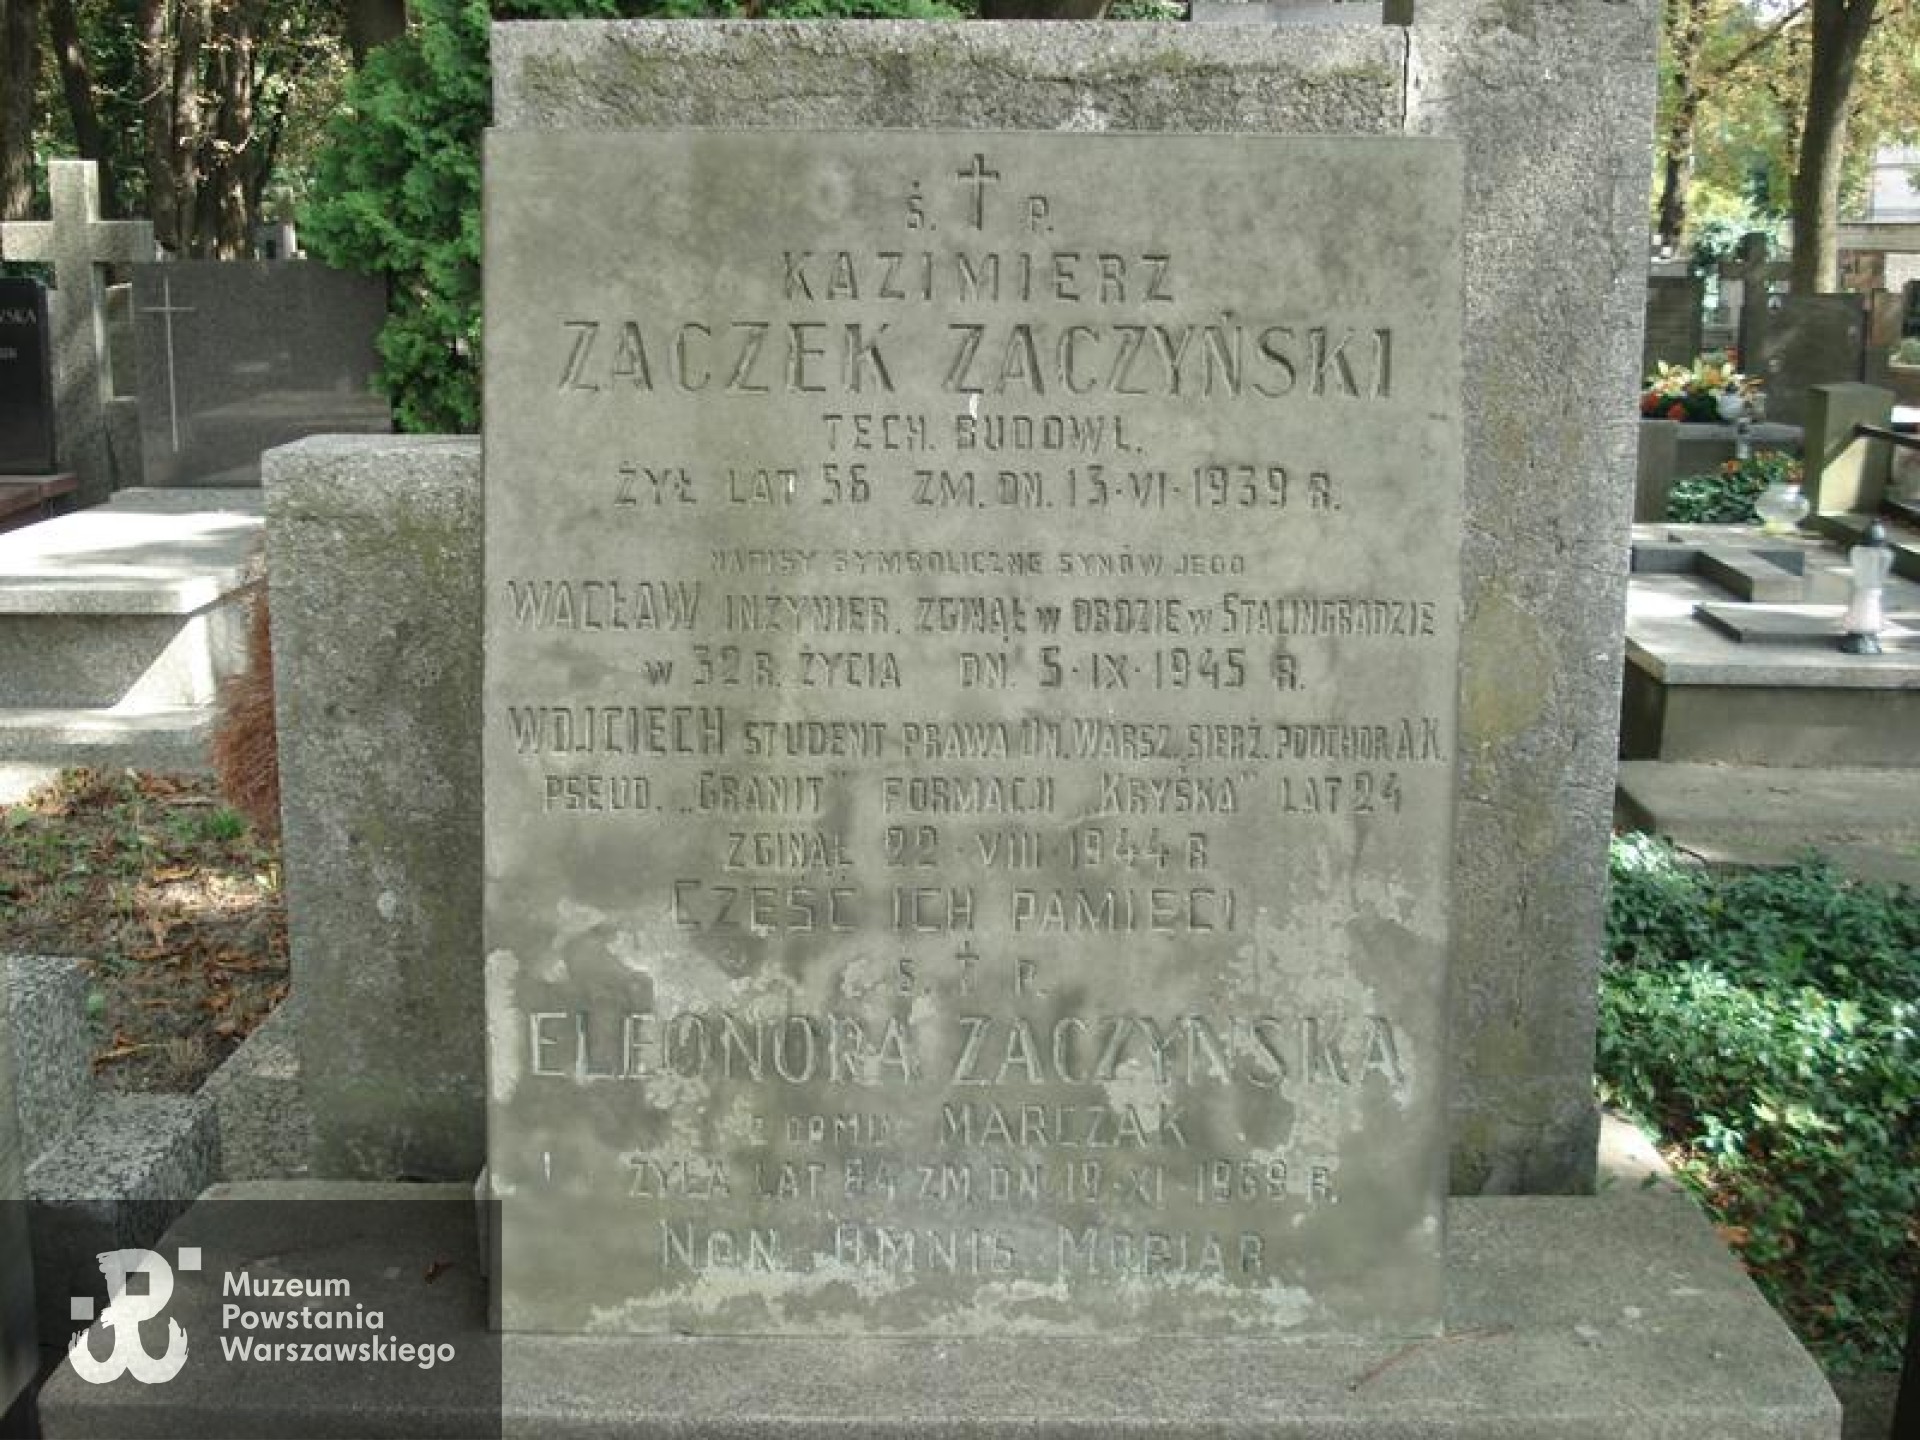 Ś. P.
KAZIMIERZ
ZACZEK ZACZYŃSKI
TECH. BUDOWL.
ŻYŁ LAT 56 ZM. DN. 13·VI·1939 R.
NAPISY SYMBOLICZNE SYNÓW JEGO
WACŁAW INŻYNIER. ZGINĄŁ W OBOZIE W STALINGRADZIE
W 32 R. ŻYCIA DN. 5·IX·1945 R.
WOJCIECH STUDENT PRAWA UN. WARSZ. SIERŻ. PODCHOR. A.K.
PSEUD. „GRANIT" FORMACJI „KRYŚKA" LAT 24
ZGINĄŁ 22·VIII·1944 R
CZEŚĆ ICH PAMIĘCI
Ś. P.
ELEONORA ZACZYŃSKA
Z DOMU MARCZAK
ŻYŁA LAT 84 ZM. DN. 19·XI·1969 R.
NON OMNIS MORIAR
Muzeum
Powstania
Warszawskiego